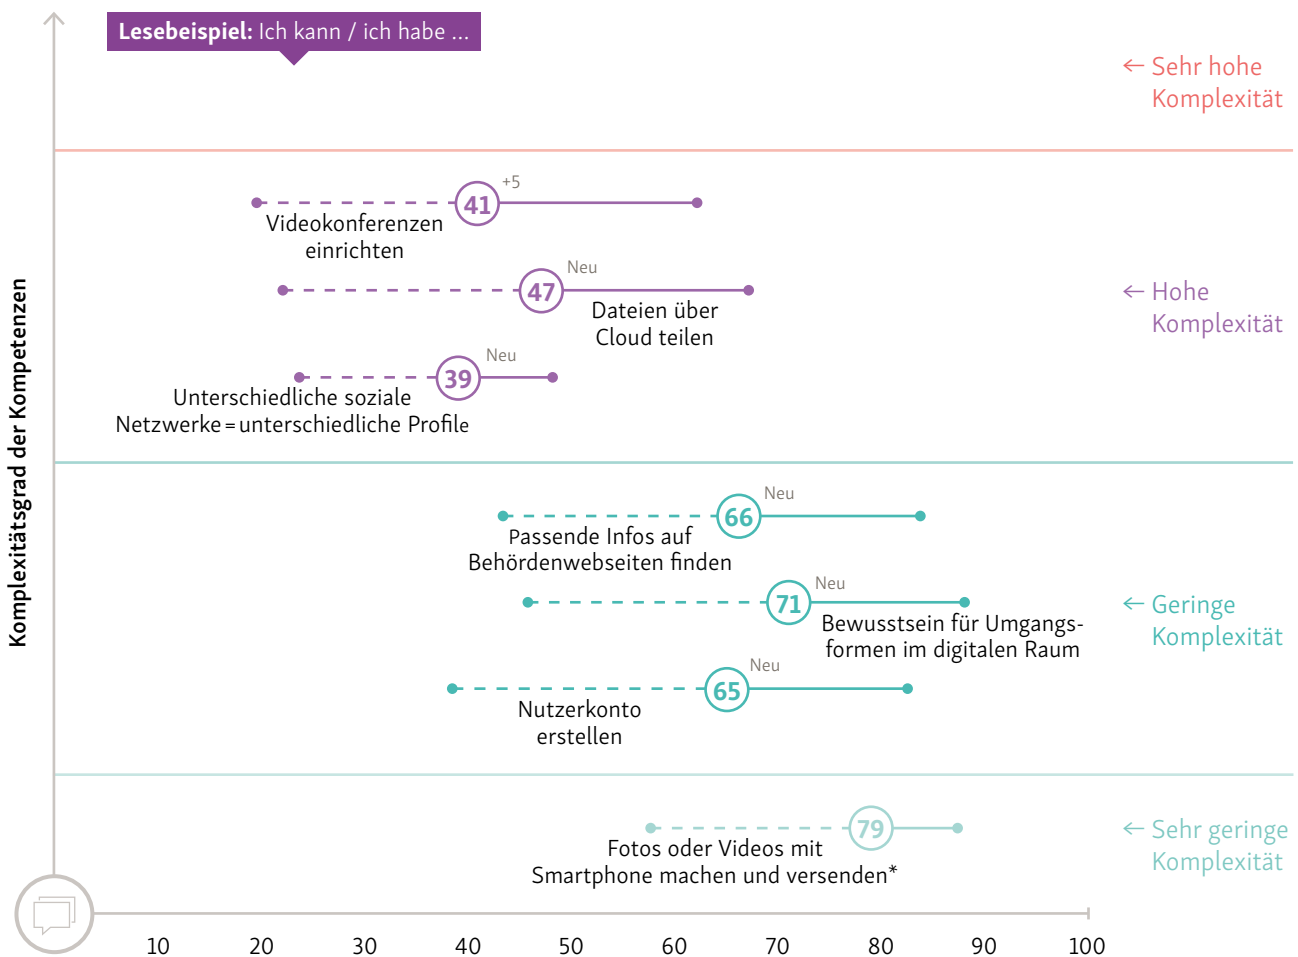 Lesebeispiel: Ich kann / ich habe ...
← Sehr hohe
Komplexität
Komplexitätsgrad der Kompetenzen
41
+5
Videokonferenzen
einrichten
47
Neu
Dateien über
Cloud teilen
39
Neu
Unterschiedliche soziale
Netzwerke = unterschiedliche Profile
← Hohe
Komplexität
66
Neu
Passende Infos auf
Behördenwebseiten finden
71
Neu
Bewusstsein für Umgangs-
formen im digitalen Raum
65
Neu
Nutzerkonto
erstellen
← Geringe
Komplexität
79
Fotos oder Videos mit
Smartphone machen und versenden*
← Sehr geringe
Komplexität
10 20 30 40 50 60 70 80 90 100